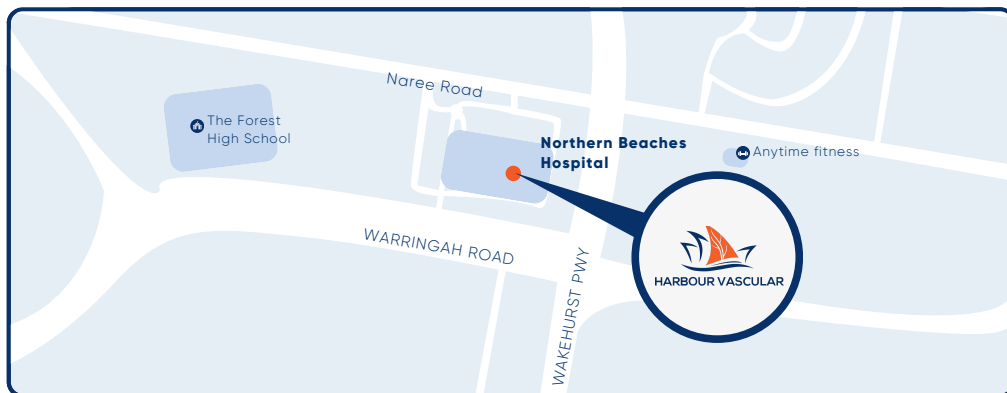 Naree Road
The Forest
High School
Northern Beaches
Hospital
Anytime fitness
WARRINGAH ROAD
WAKEHURST PWY
HARBOUR VASCULAR